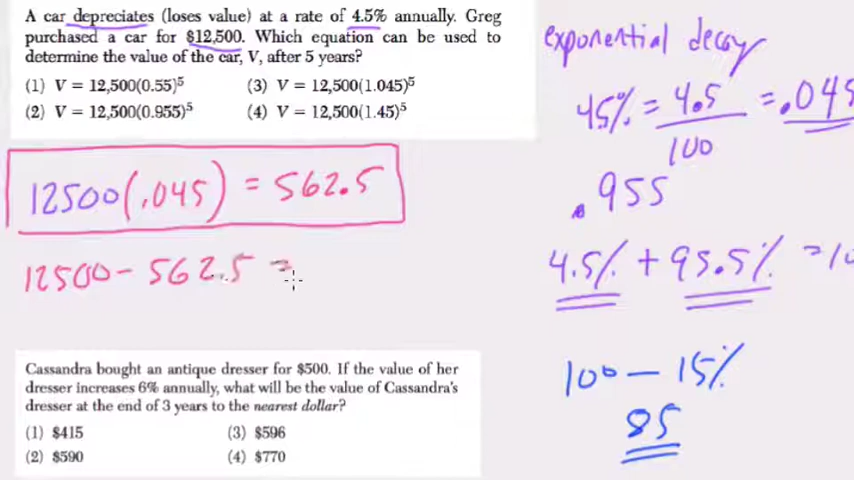 A car depreciates (loses value) at a rate of 4.5% annually. Greg
purchased a car for $12,500. Which equation can be used to
determine the value of the car, V, after 5 years?
(1) V = 12,500(0.55)⁵ (3) V = 12,500(1.045)⁵
(2) V = 12,500(0.955)⁵ (4) V = 12,500(1.45)⁵
12500(.045) = 562.5
12500 - 562.5 =
exponential decay
45% = 4.5/100 = .045
.955
4.5% + 95.5% = 10
100 - 15%
85
Cassandra bought an antique dresser for $500. If the value of her
dresser increases 6% annually, what will be the value of Cassandra's
dresser at the end of 3 years to the nearest dollar?
(1) $415 (3) $596
(2) $590 (4) $770